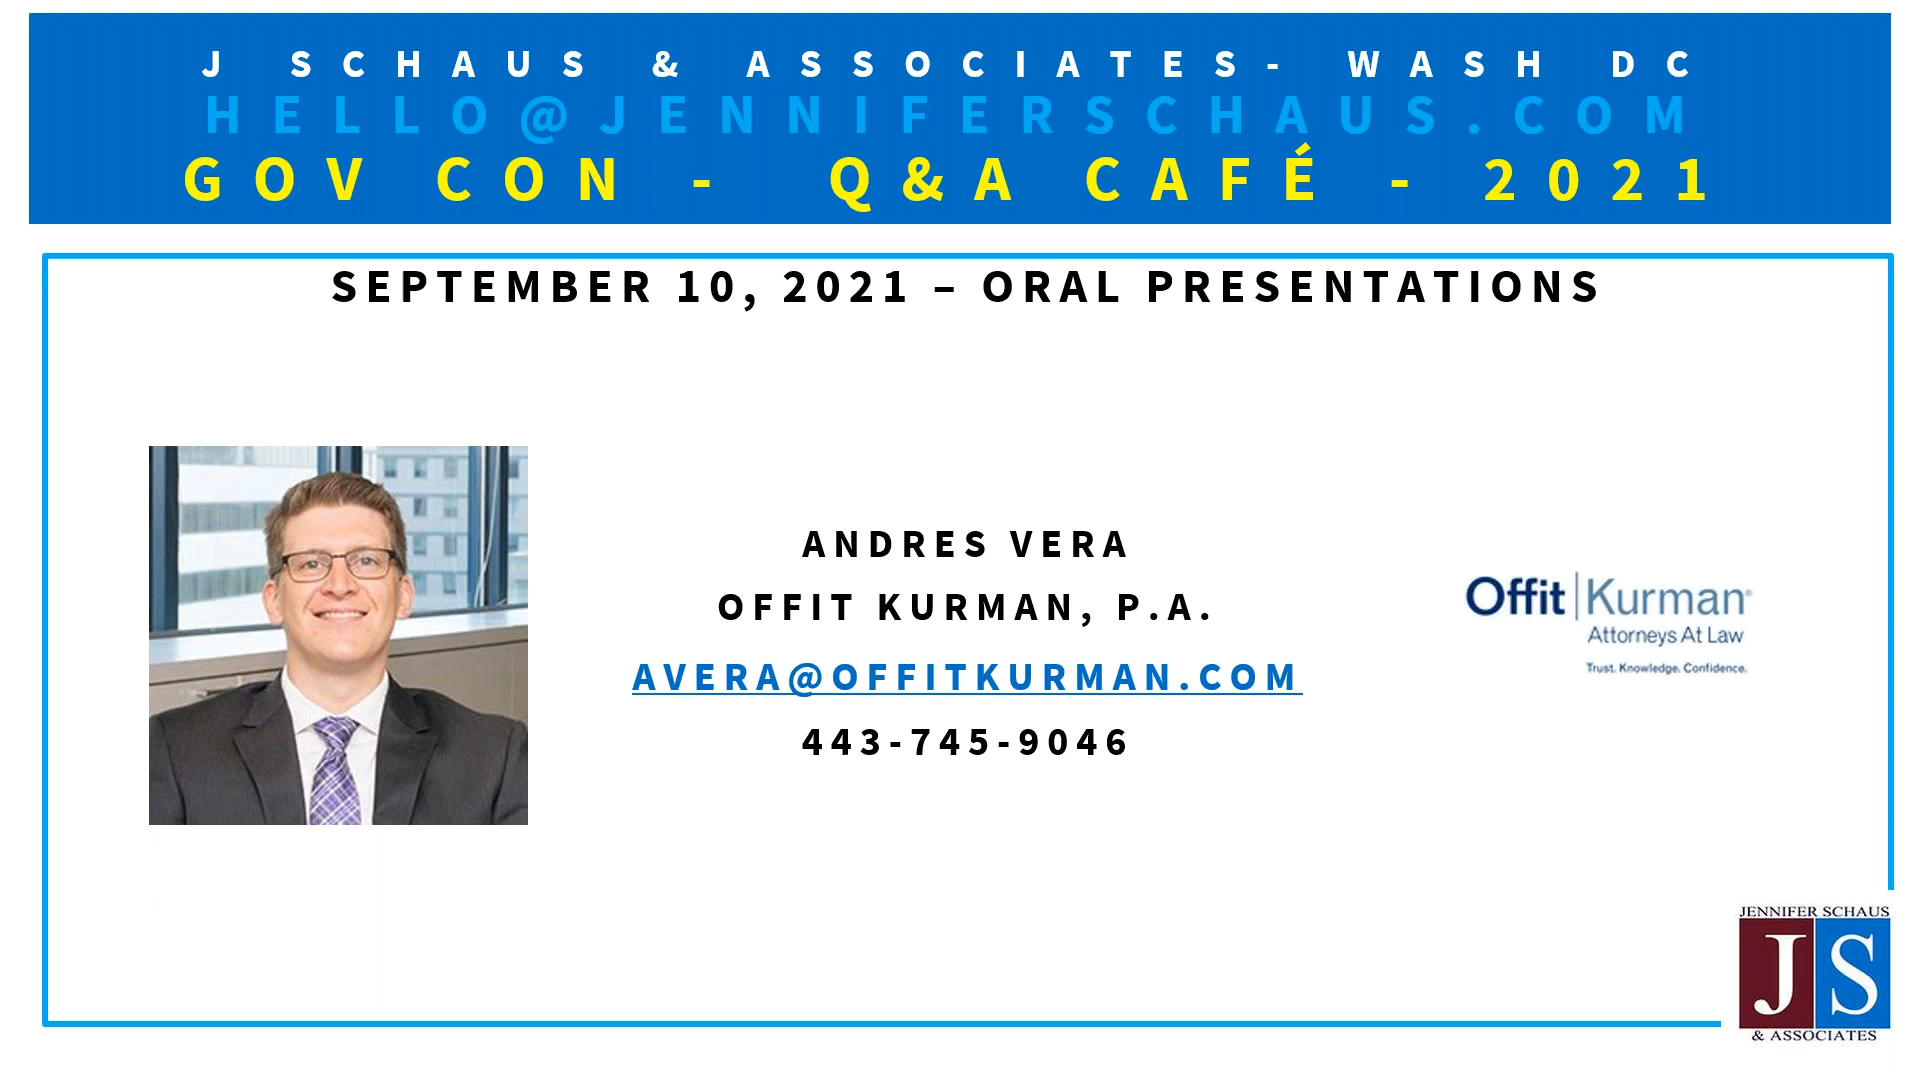 J SCHAUS & ASSOCIATES- WASH DC
HELLO@JENNIFERSCHAUS.COM
GOV CON - Q&A CAFÉ - 2021
SEPTEMBER 10, 2021 – ORAL PRESENTATIONS
ANDRES VERA
OFFIT KURMAN, P.A.
AVERA@OFFITKURMAN.COM
443-745-9046
Offit Kurman®
Attorneys At Law
Trust. Knowledge. Confidence.
JENNIFER SCHAUS
JS
& ASSOCIATES